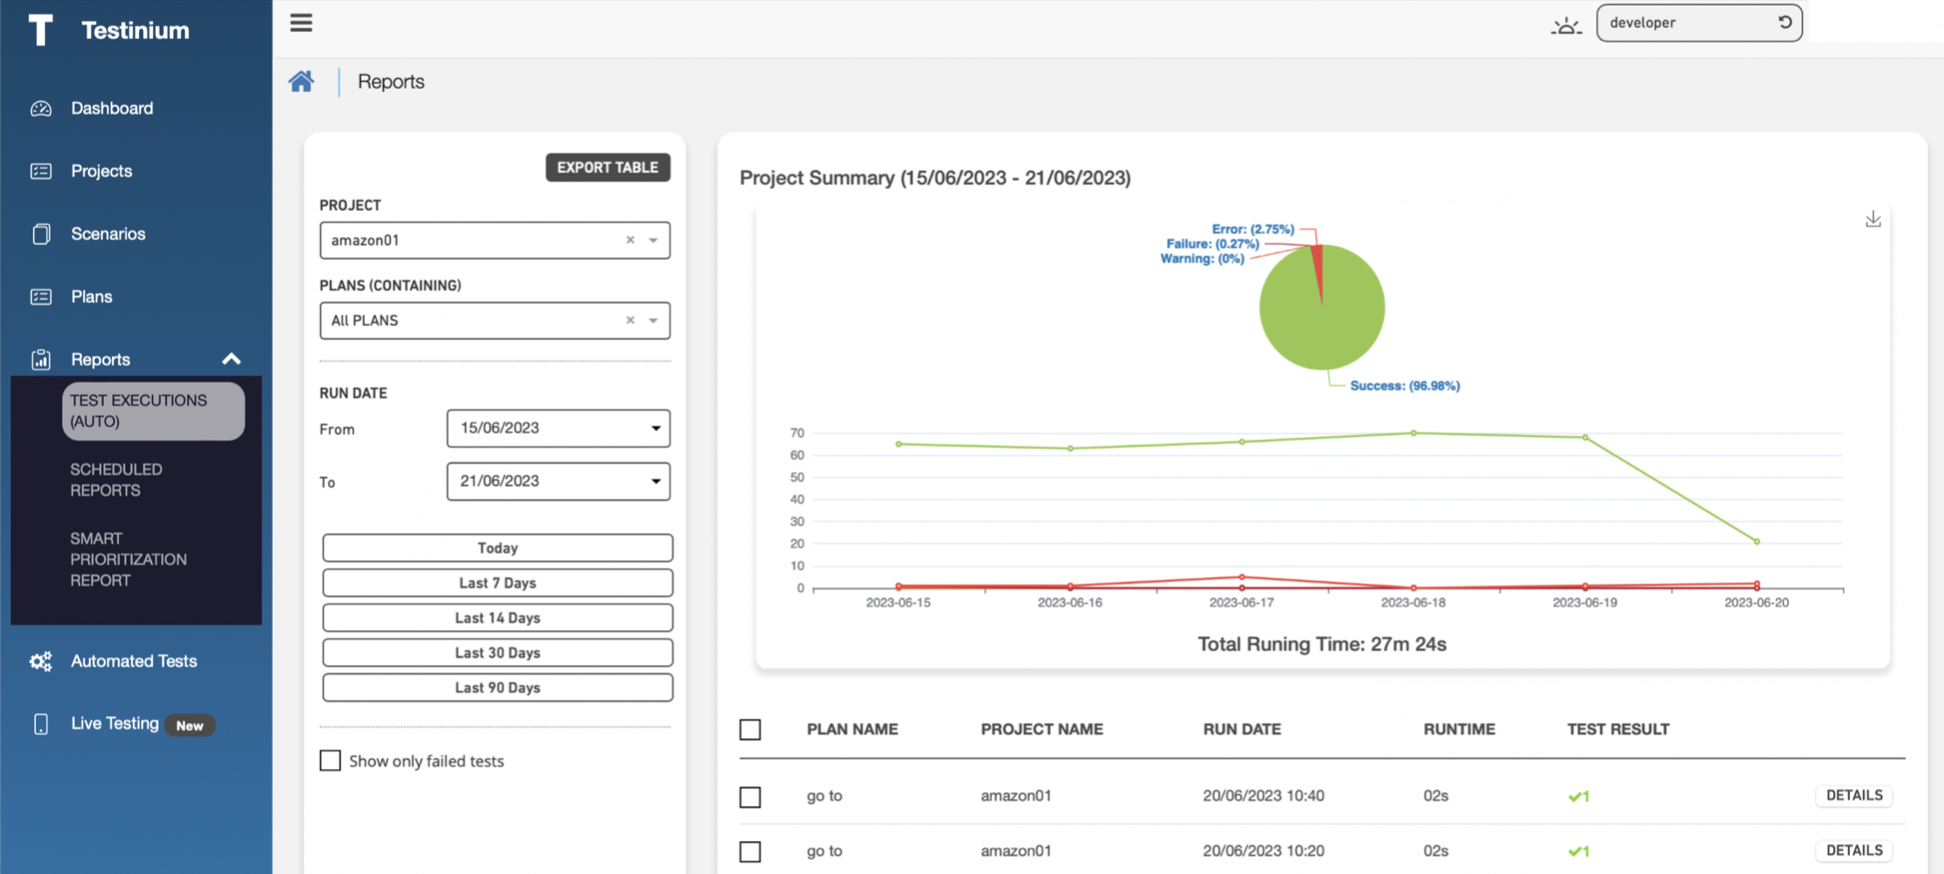 Testinium
developer
Reports
Dashboard
Projects
Scenarios
Plans
Reports
TEST EXECUTIONS
(AUTO)
SCHEDULED
REPORTS
SMART
PRIORITIZATION
REPORT
Automated Tests
Live Testing New
EXPORT TABLE
PROJECT
amazon01
PLANS (CONTAINING)
All PLANS
RUN DATE
From 15/06/2023
To 21/06/2023
Today
Last 7 Days
Last 14 Days
Last 30 Days
Last 90 Days
Show only failed tests
Project Summary (15/06/2023 - 21/06/2023)
Error: (2.75%)
Failure: (0.27%)
Warning: (0%)
Success: (96.98%)
70
60
50
40
30
20
10
0
2023-06-15 2023-06-16 2023-06-17 2023-06-18 2023-06-19 2023-06-20
Total Runing Time: 27m 24s
PLAN NAME PROJECT NAME RUN DATE RUNTIME TEST RESULT
go to amazon01 20/06/2023 10:40 02s 1 DETAILS
go to amazon01 20/06/2023 10:20 02s 1 DETAILS